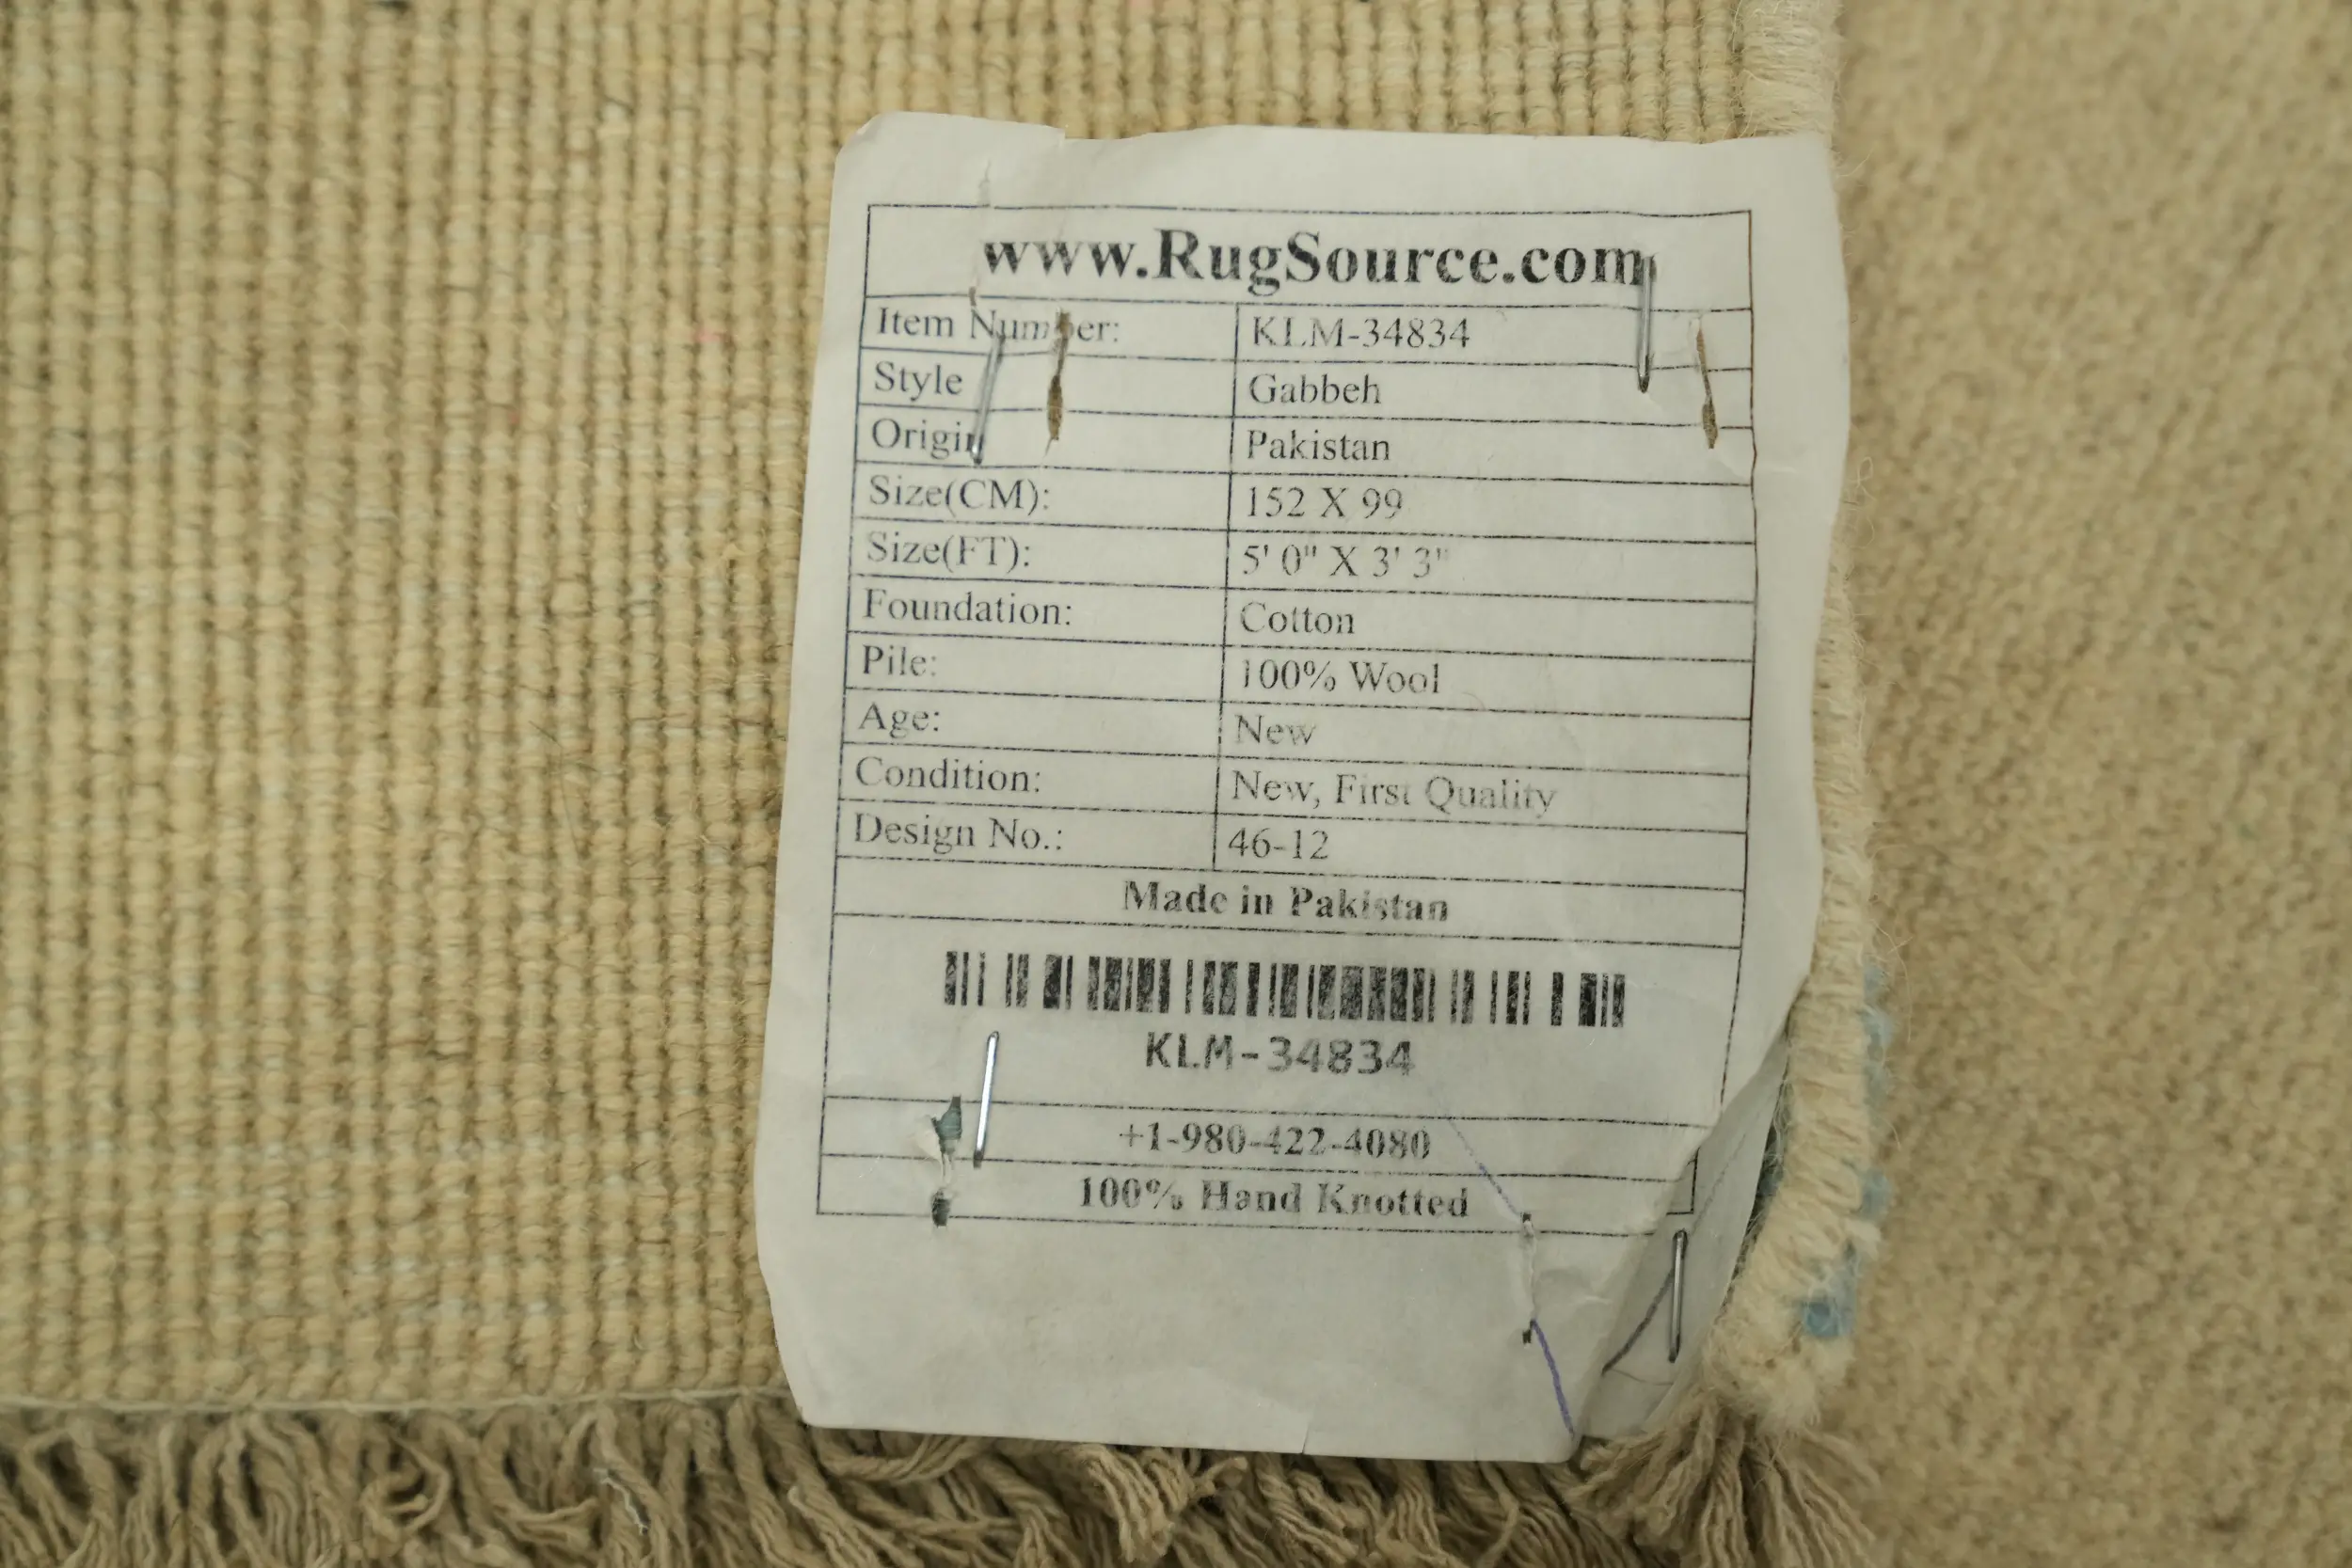 www.RugSource.com
Item Number: KLM-34834
Style Gabbeh
Origin Pakistan
Size(CM): 152 X 99
Size(FT): 5' 0" X 3' 3"
Foundation: Cotton
Pile: 100% Wool
Age: New
Condition: New, First Quality
Design No.: 46-12
Made in Pakistan
KLM-34834
+1-980-422-4080
100% Hand Knotted